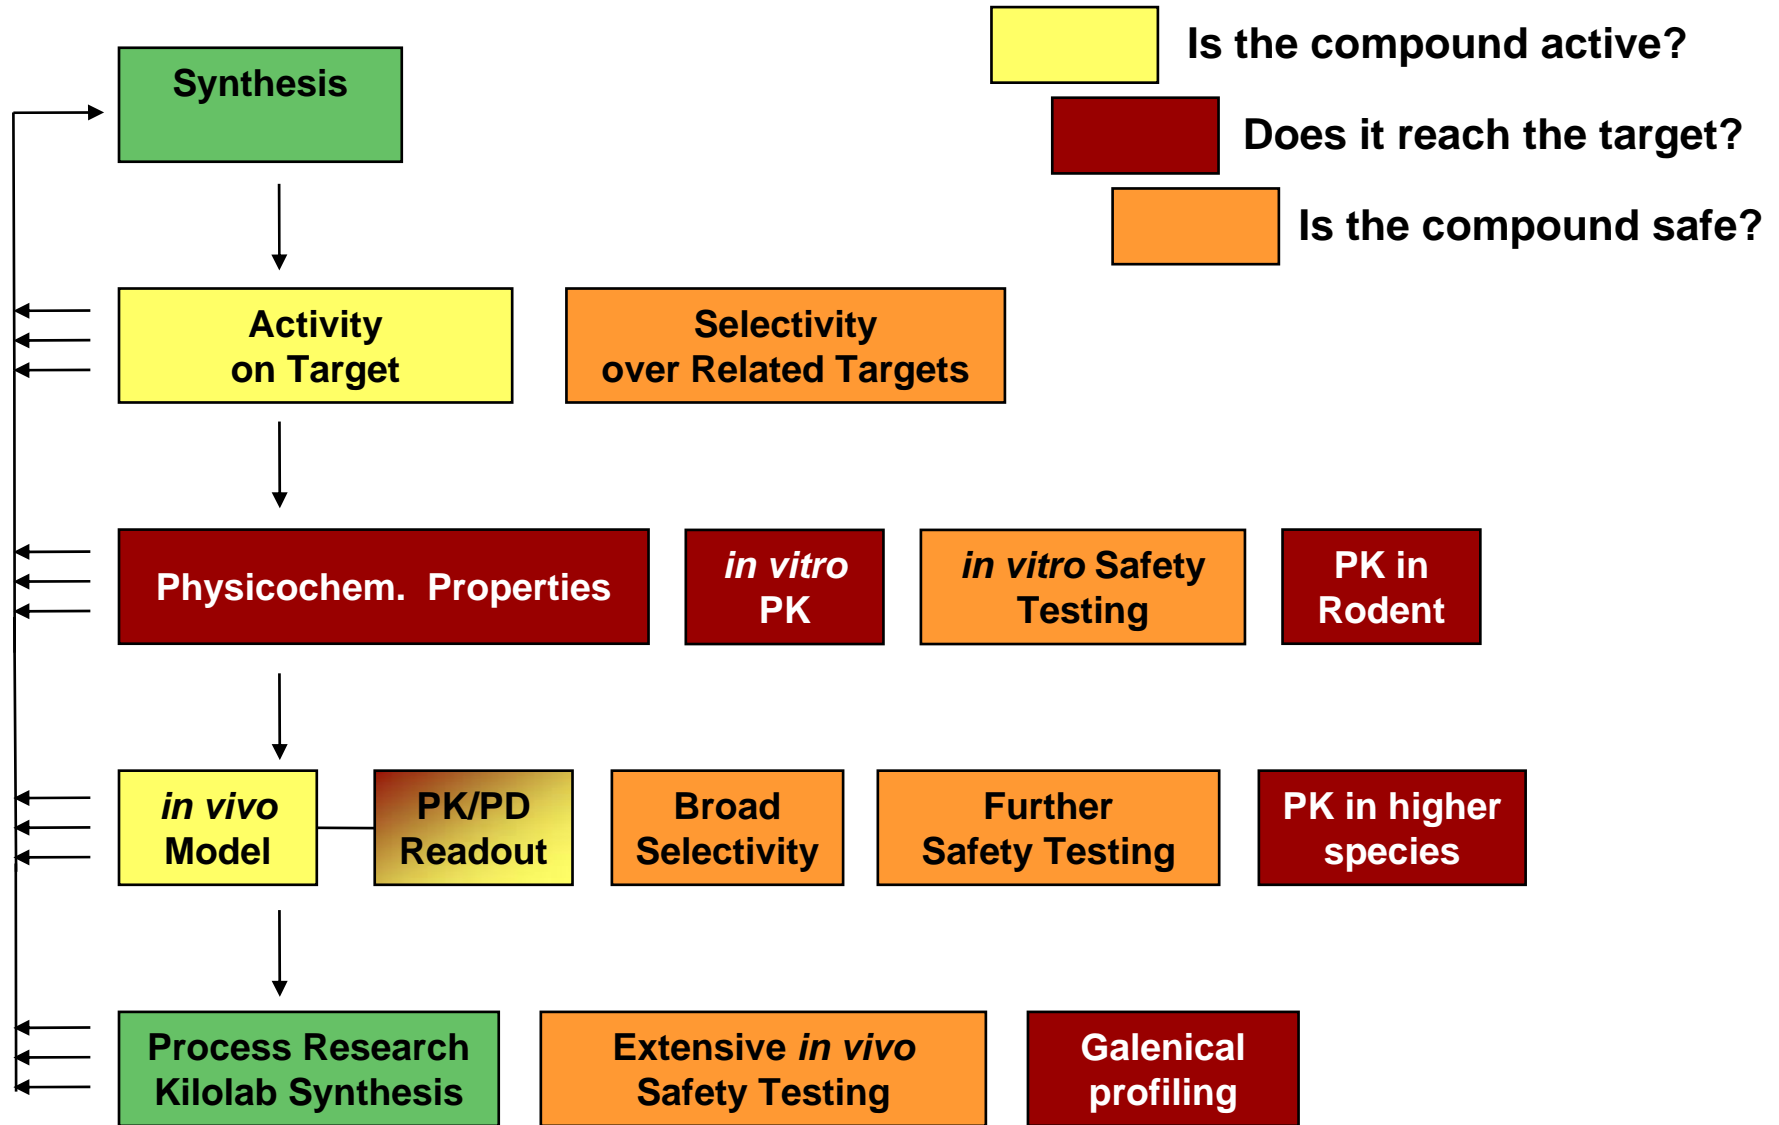 Synthesis
Is the compound active?
Does it reach the target?
Is the compound safe?
Activity
on Target
Selectivity
over Related Targets
Physicochem. Properties
in vitro
PK
in vitro Safety
Testing
PK in
Rodent
in vivo
Model
PK/PD
Readout
Broad
Selectivity
Further
Safety Testing
PK in higher
species
Process Research
Kilolab Synthesis
Extensive in vivo
Safety Testing
Galenical
profiling